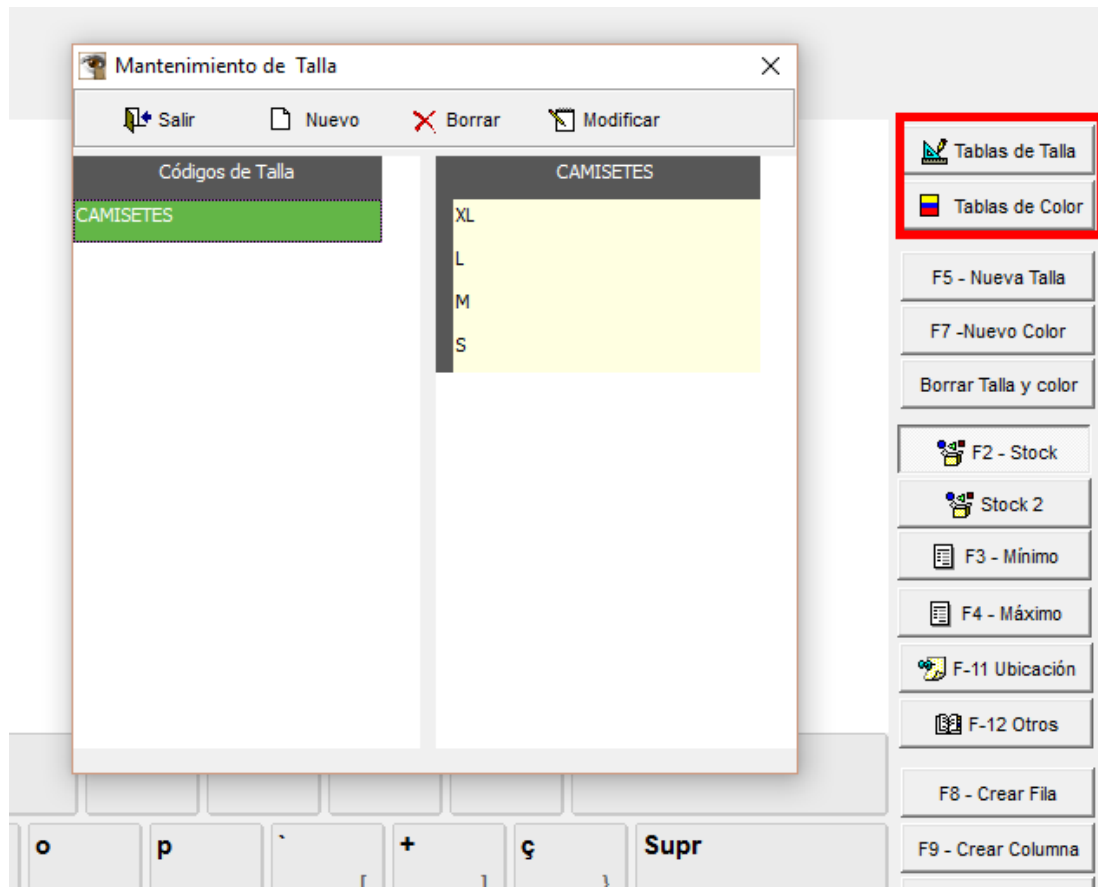 Mantenimiento de Talla
Salir Nuevo Borrar Modificar
Códigos de Talla
CAMISETES
CAMISETES
XL
L
M
S
Tablas de Talla
Tablas de Color
F5 - Nueva Talla
F7 -Nuevo Color
Borrar Talla y color
F2 - Stock
Stock 2
F3 - Mínimo
F4 - Máximo
F-11 Ubicación
F-12 Otros
F8 - Crear Fila
F9 - Crear Columna
o p ` + ç Supr
[ ] }